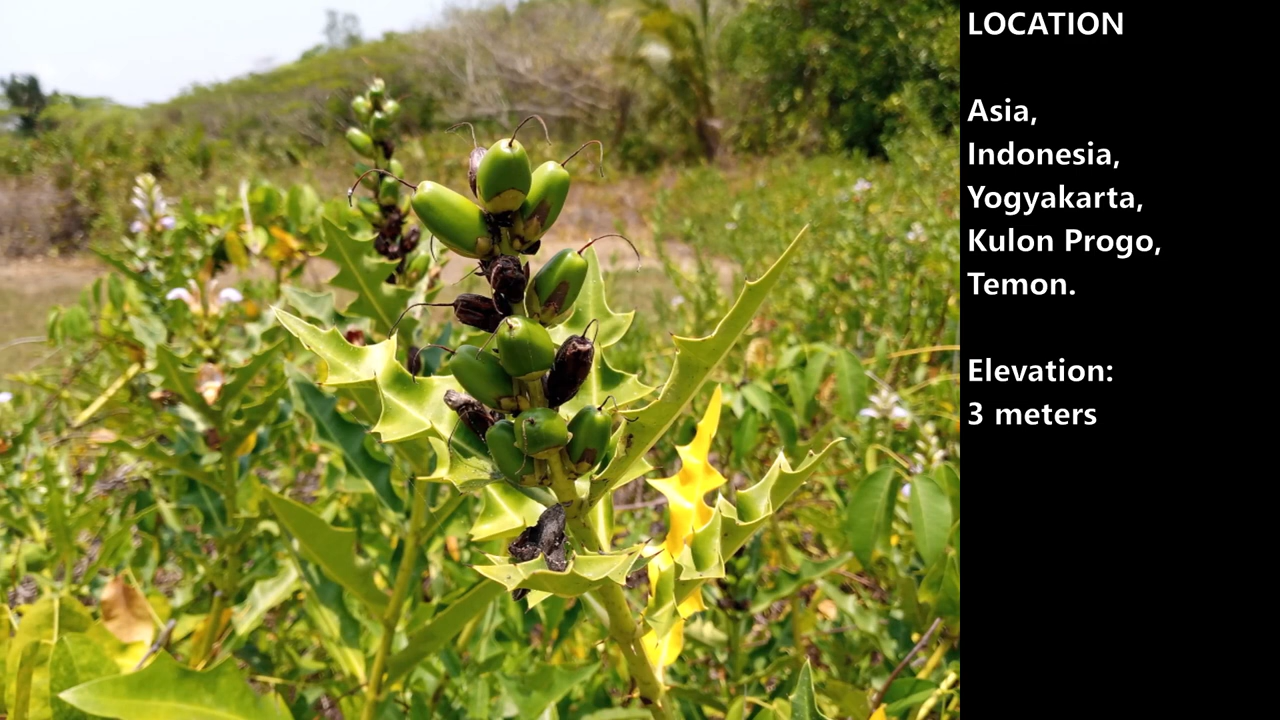 LOCATION
Asia,
Indonesia,
Yogyakarta,
Kulon Progo,
Temon.
Elevation:
3 meters